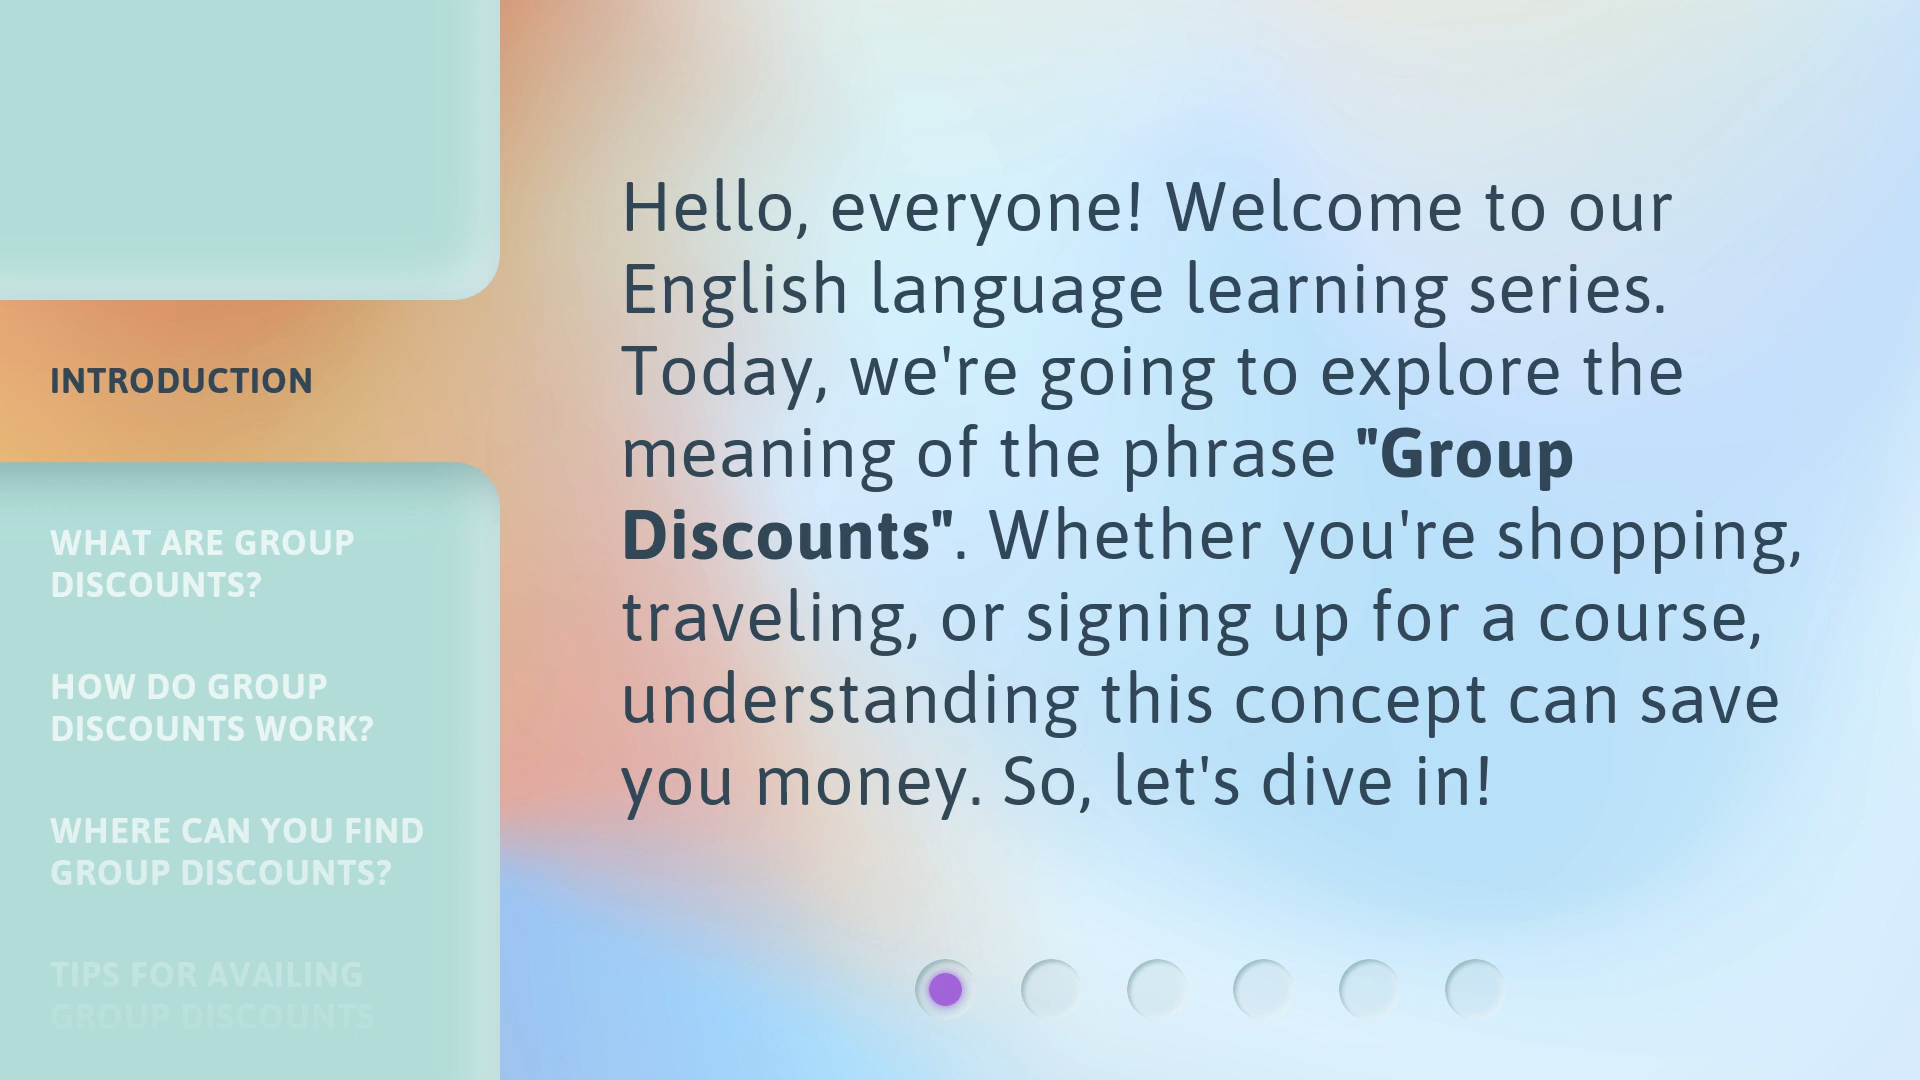 INTRODUCTION
WHAT ARE GROUP
DISCOUNTS?
HOW DO GROUP
DISCOUNTS WORK?
WHERE CAN YOU FIND
GROUP DISCOUNTS?
TIPS FOR AVAILING
GROUP DISCOUNTS
Hello, everyone! Welcome to our
English language learning series.
Today, we're going to explore the
meaning of the phrase "Group
Discounts". Whether you're shopping,
traveling, or signing up for a course,
understanding this concept can save
you money. So, let's dive in!